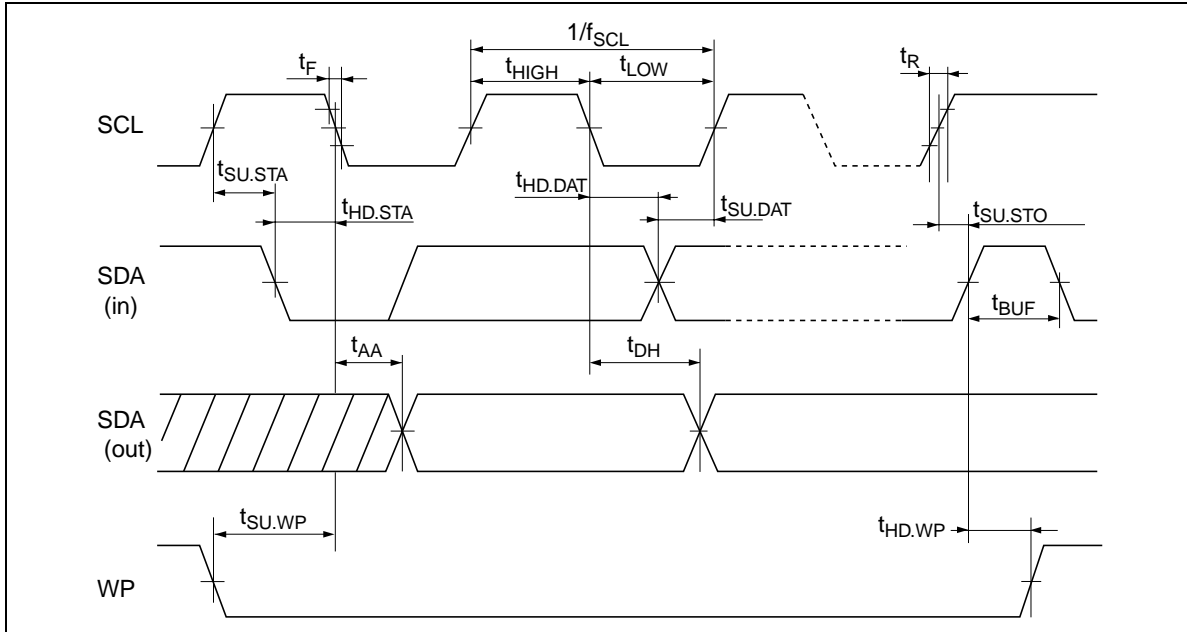 1/fSCL
tF
tHIGH
tLOW
tR
SCL
tSU.STA
tHD.STA
tHD.DAT
tSU.DAT
tSU.STO
SDA
(in)
tBUF
tAA
tDH
SDA
(out)
tSU.WP
tHD.WP
WP